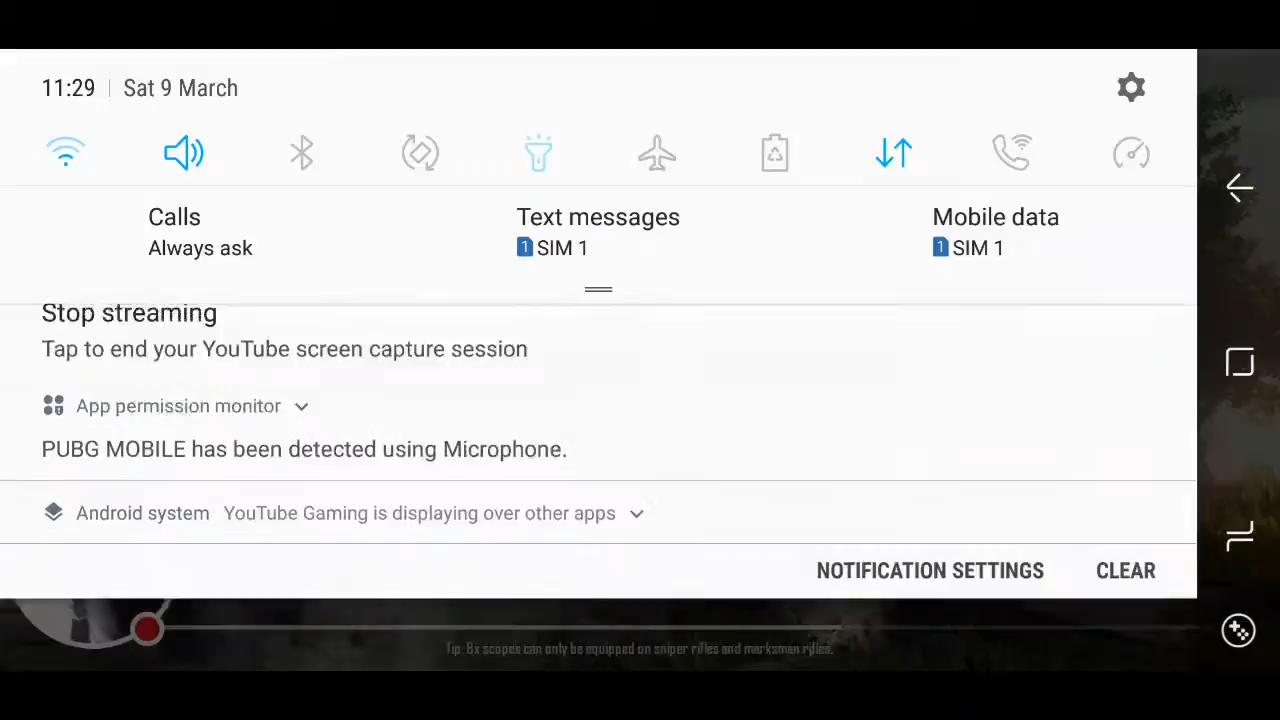 11:29 Sat 9 March
Calls
Always ask
Text messages
1 SIM 1
Mobile data
1 SIM 1
Stop streaming
Tap to end your YouTube screen capture session
App permission monitor
PUBG MOBILE has been detected using Microphone.
Android system YouTube Gaming is displaying over other apps
NOTIFICATION SETTINGS CLEAR
Tip: 8x scopes can only be equipped on sniper rifles and marksmen rifles.